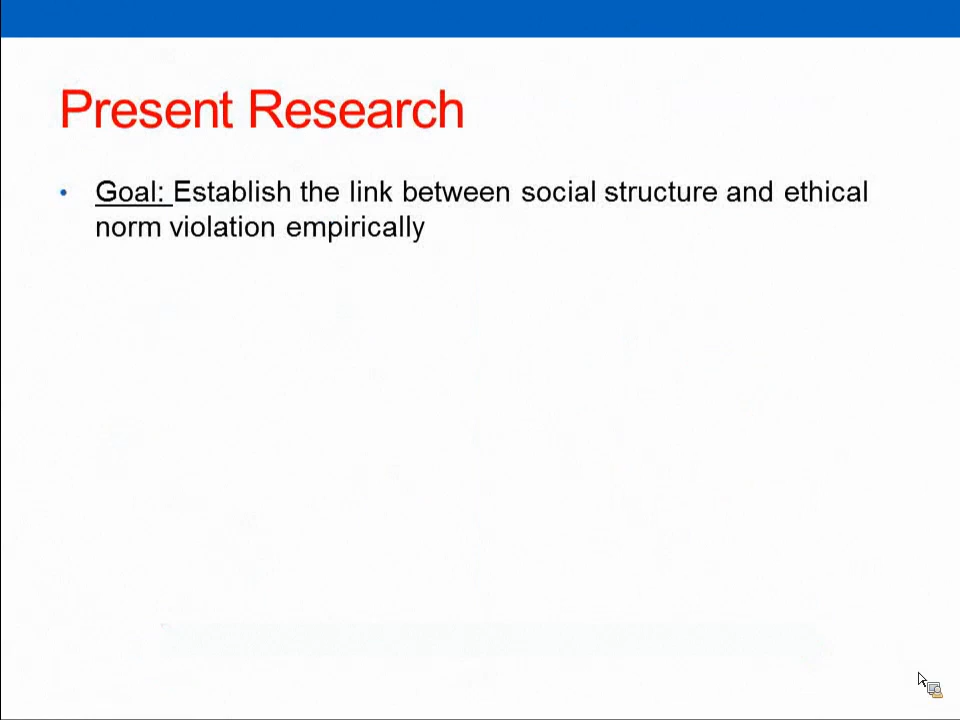 Present Research
• Goal: Establish the link between social structure and ethical
norm violation empirically